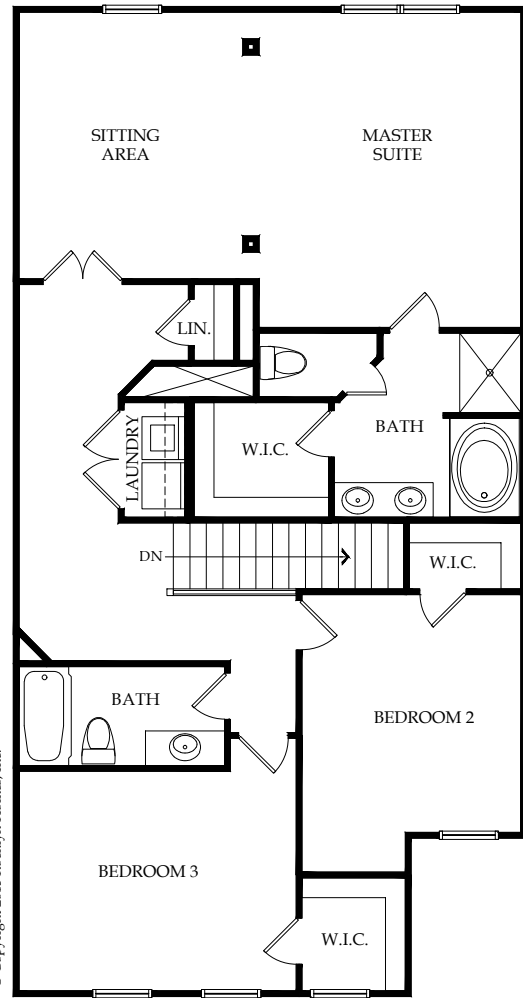 SITTING
AREA
MASTER
SUITE
LIN.
LAUNDRY
W.I.C.
BATH
DN
W.I.C.
BATH
BEDROOM 2
BEDROOM 3
W.I.C.